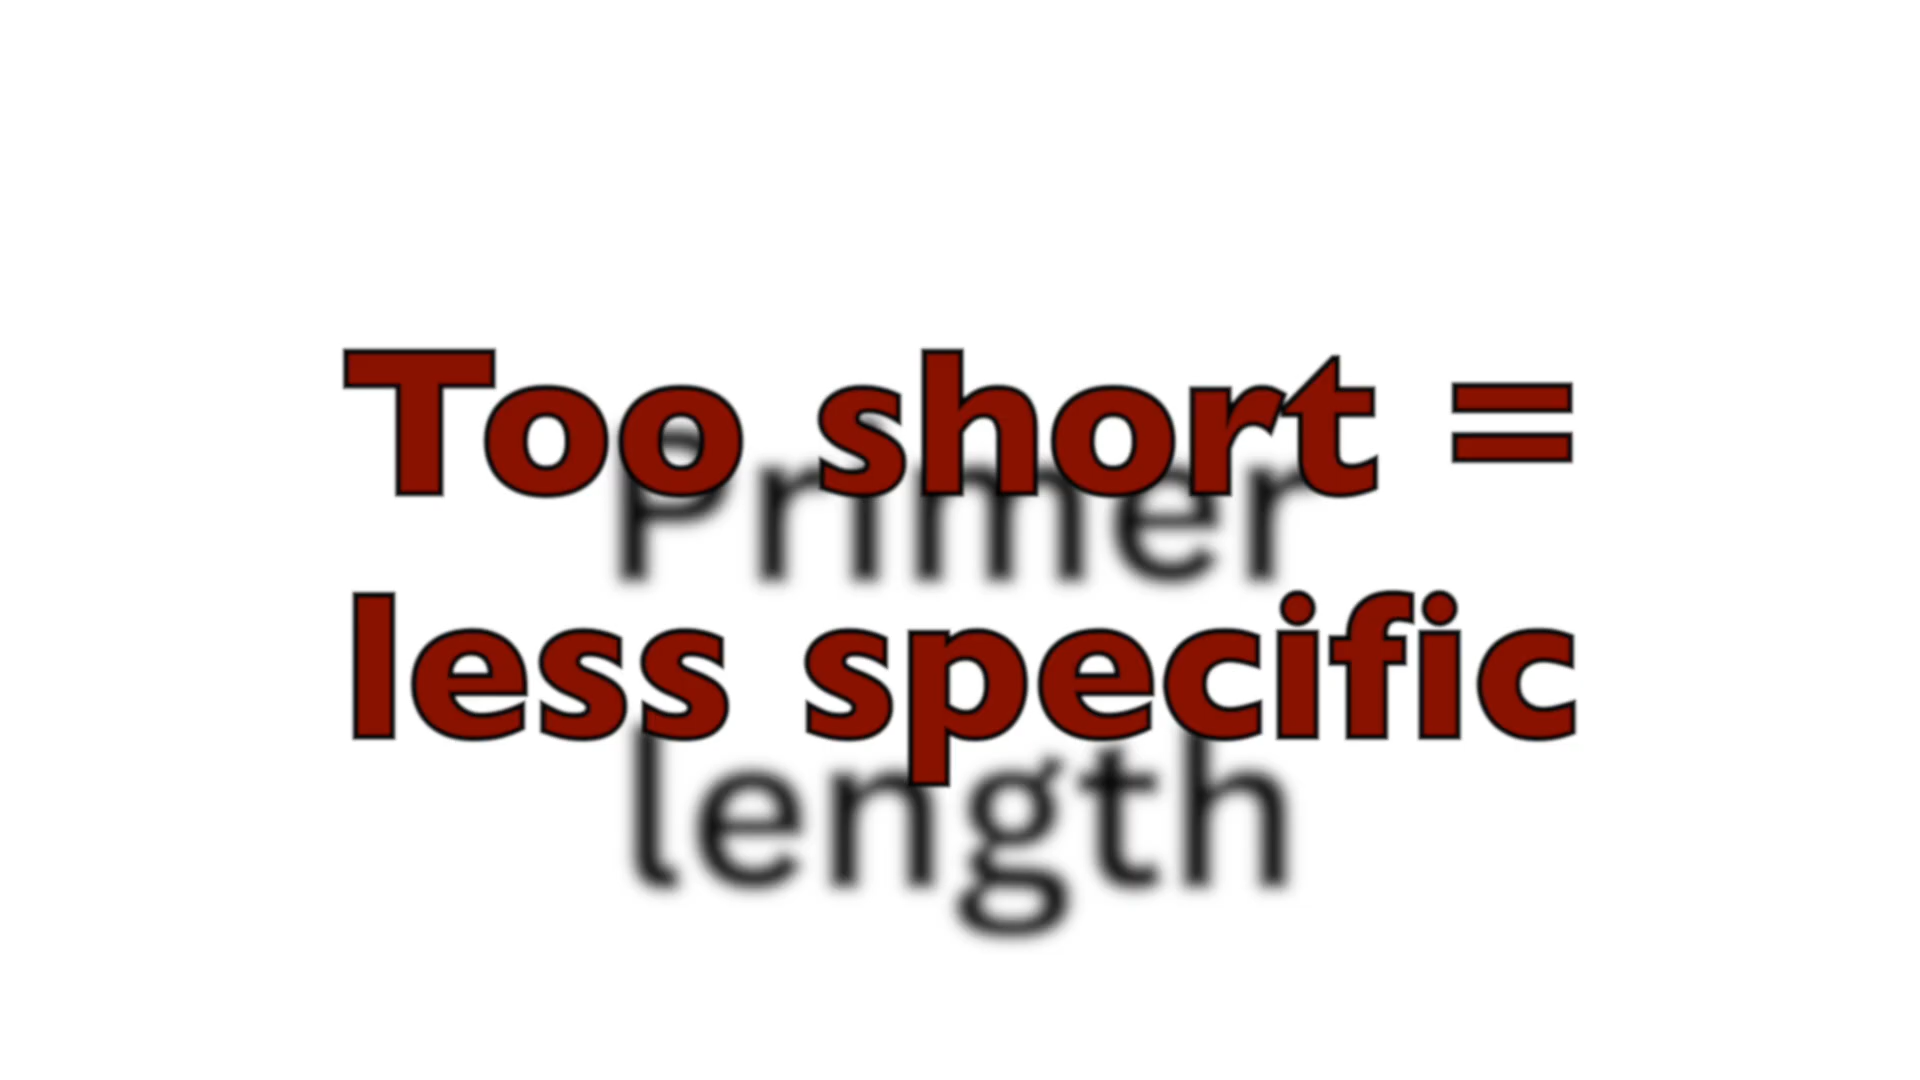 Too short =
Primer
less specific
length